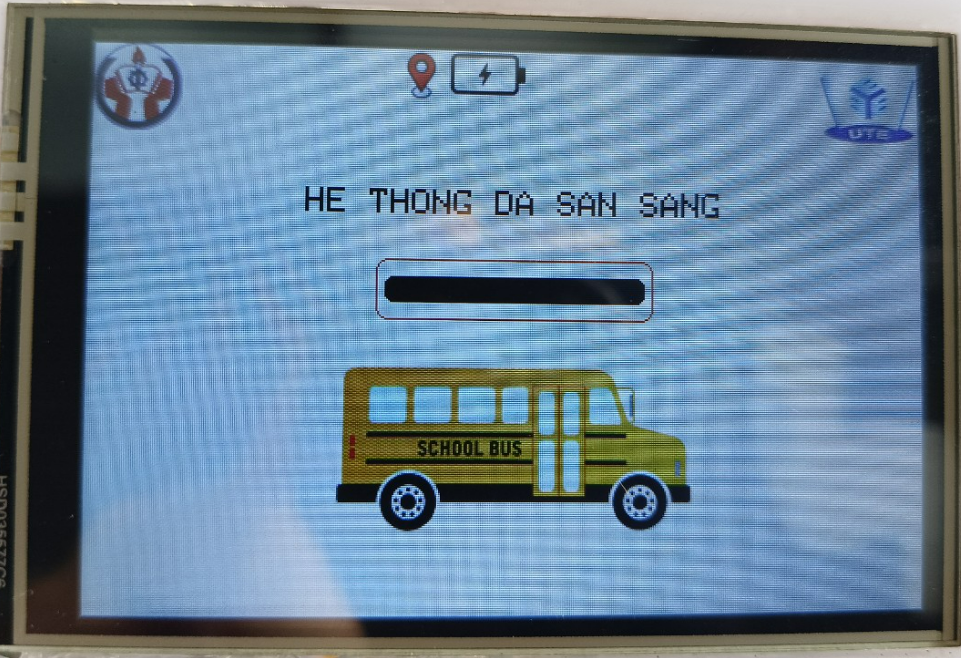 UTE
HE THONG DA SAN SANG
SCHOOL BUS